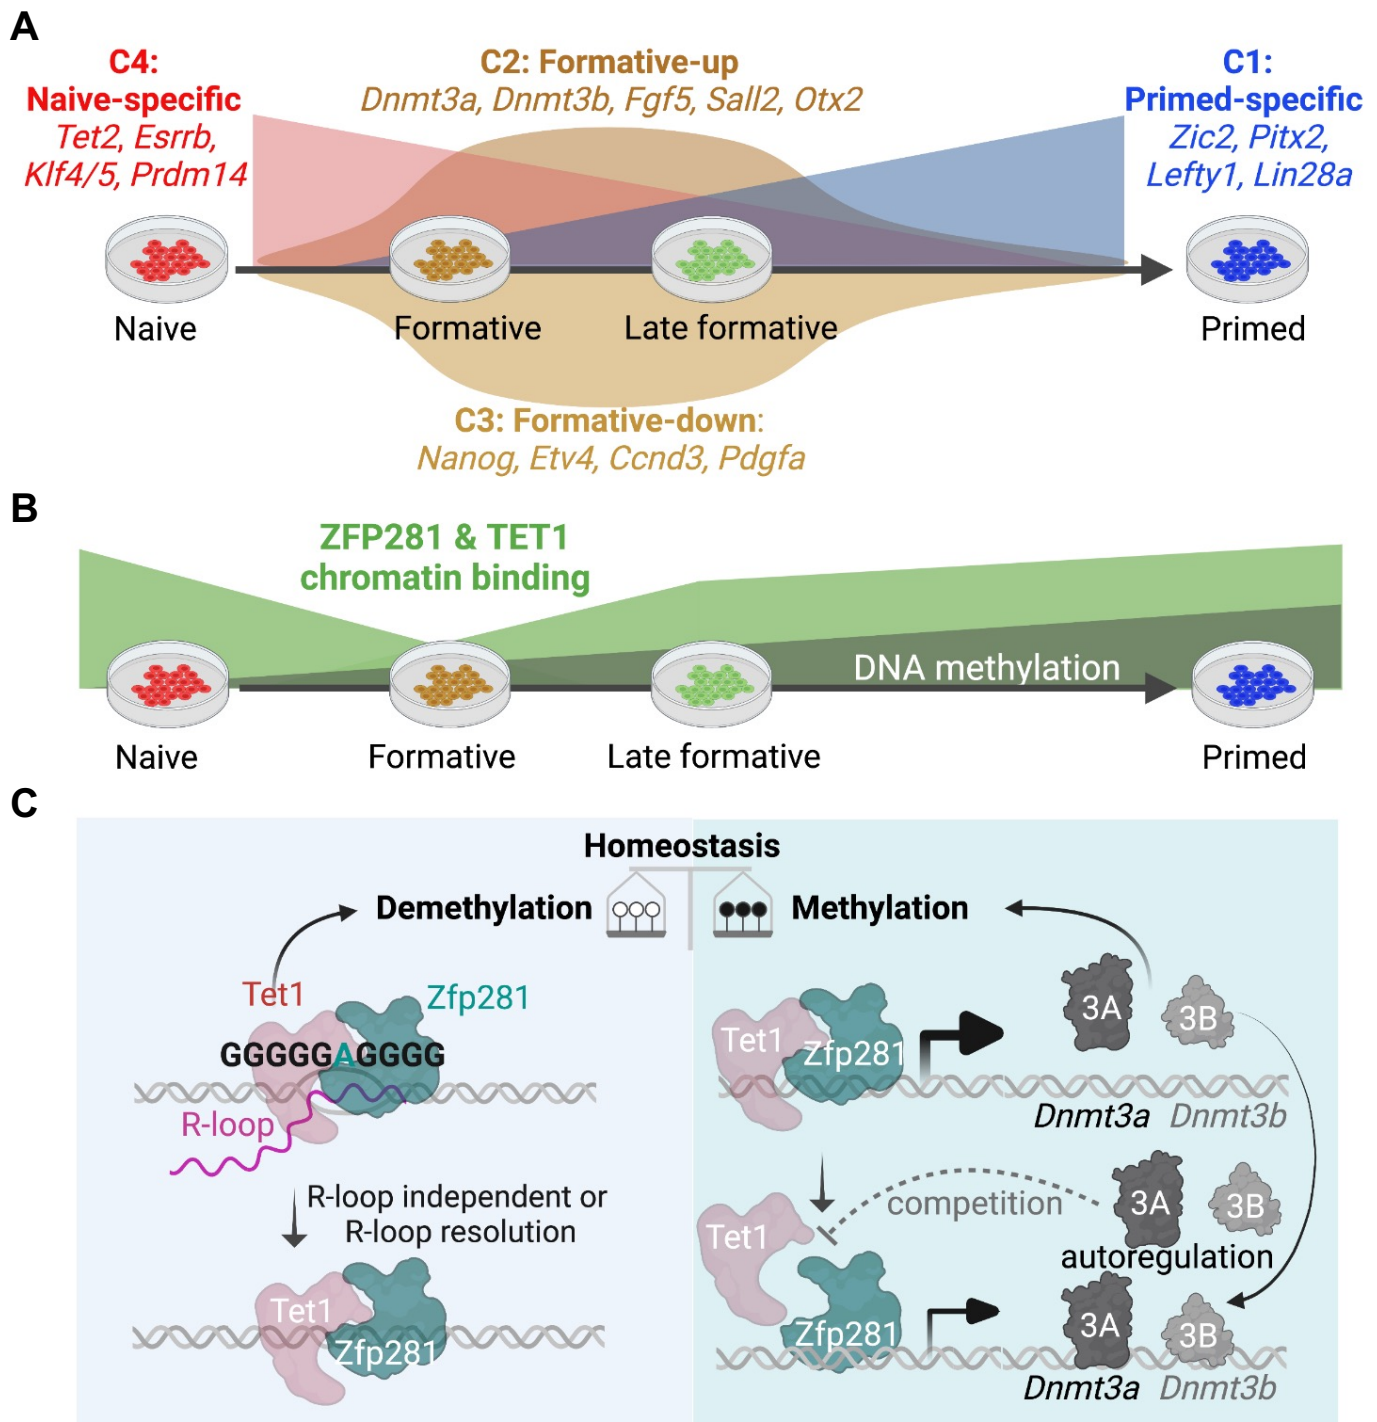 A
C4:
Naive-specific
Tet2, Esrrb,
Klf4/5, Prdm14
C2: Formative-up
Dnmt3a, Dnmt3b, Fgf5, Sall2, Otx2
C1:
Primed-specific
Zic2, Pitx2,
Lefty1, Lin28a
Naive
Formative
Late formative
Primed
C3: Formative-down:
Nanog, Etv4, Ccnd3, Pdgfa
B
ZFP281 & TET1
chromatin binding
DNA methylation
Naive
Formative
Late formative
Primed
C
Homeostasis
Demethylation
Methylation
Tet1
Zfp281
GGGGGAGGGG
R-loop
R-loop independent or
R-loop resolution
Tet1
Zfp281
Tet1
Zfp281
3A
3B
Dnmt3a
Dnmt3b
competition
3A
3B
autoregulation
Tet1
Zfp281
3A
3B
Dnmt3a
Dnmt3b